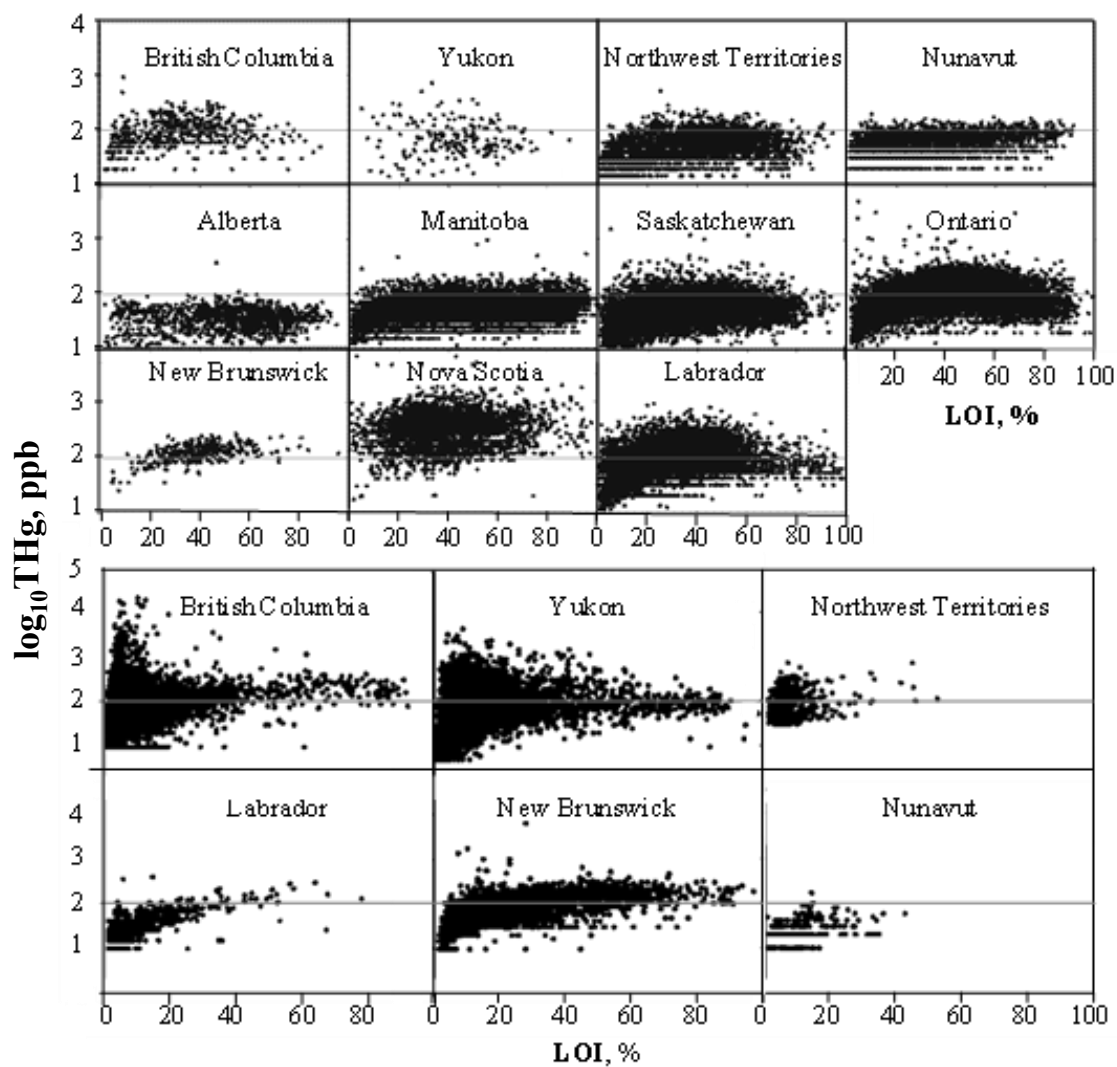 4
British Columbia Yukon Northwest Territories Nunavut
3
2
1
Alberta Manitoba Saskatchewan Ontario
3
2
1
New Brunswick Nova Scotia Labrador
20 40 60 80 100
3
LOI, %
2
1
0 20 40 60 80 0 20 40 60 80 0 20 40 60 80 100
log₁₀THg, ppb
5
British Columbia Yukon Northwest Territories
4
3
2
1
Labrador New Brunswick Nunavut
4
3
2
1
0 20 40 60 80 0 20 40 60 80 0 20 40 60 80 100
LOI, %